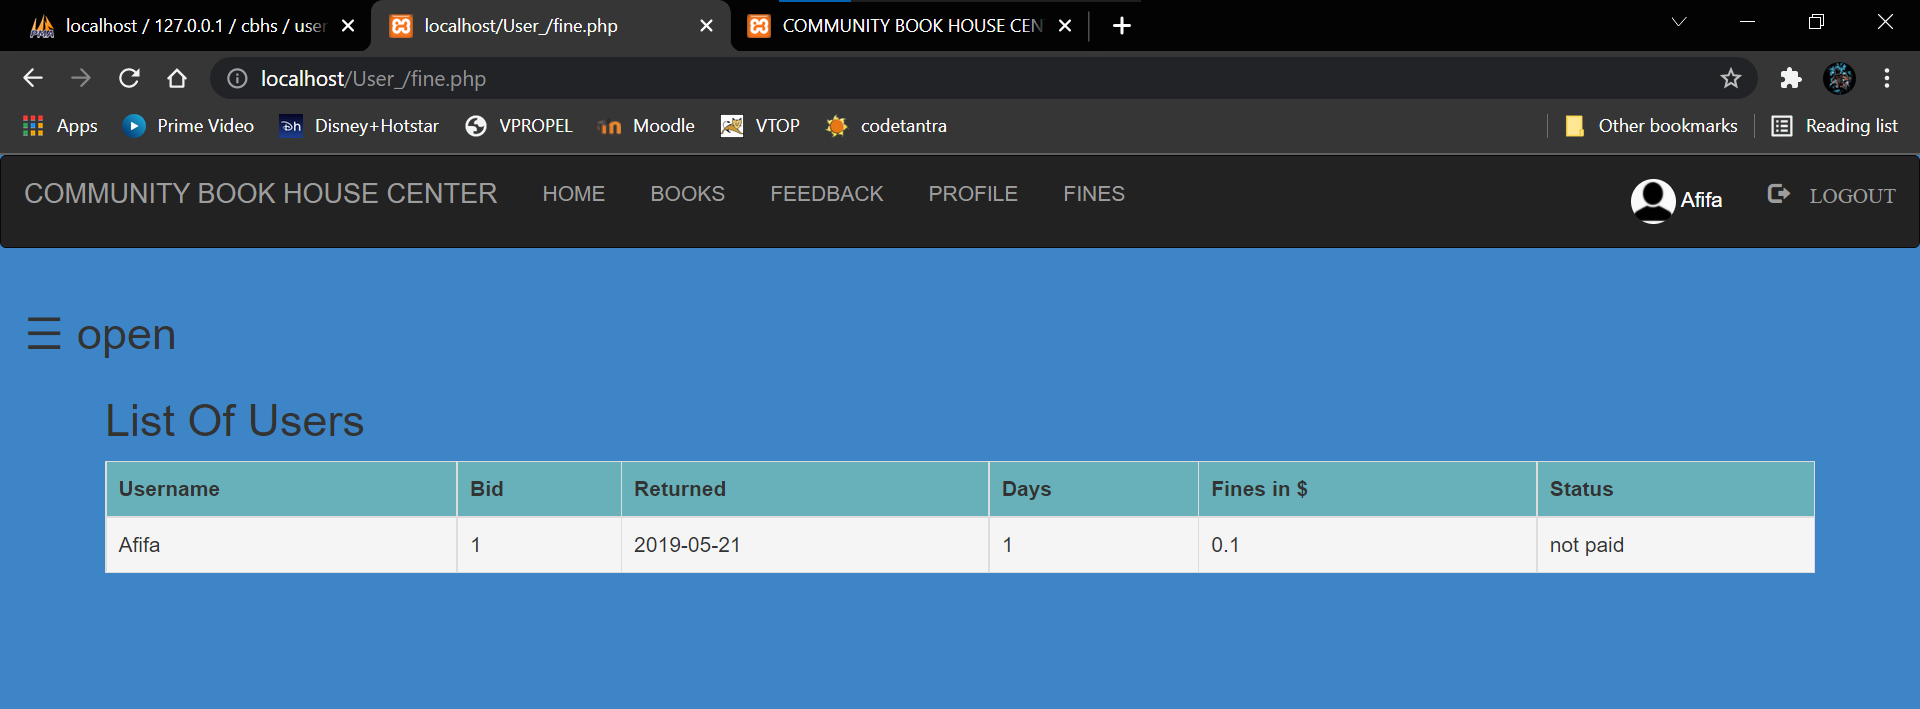 localhost / 127.0.0.1 / cbhs / user
localhost/User_/fine.php
COMMUNITY BOOK HOUSE CEN
localhost/User_/fine.php
Apps Prime Video Disney+Hotstar VPROPEL Moodle VTOP codetantra Other bookmarks Reading list
COMMUNITY BOOK HOUSE CENTER HOME BOOKS FEEDBACK PROFILE FINES Afifa LOGOUT
☰ open
List Of Users
Username Bid Returned Days Fines in $ Status
Afifa 1 2019-05-21 1 0.1 not paid